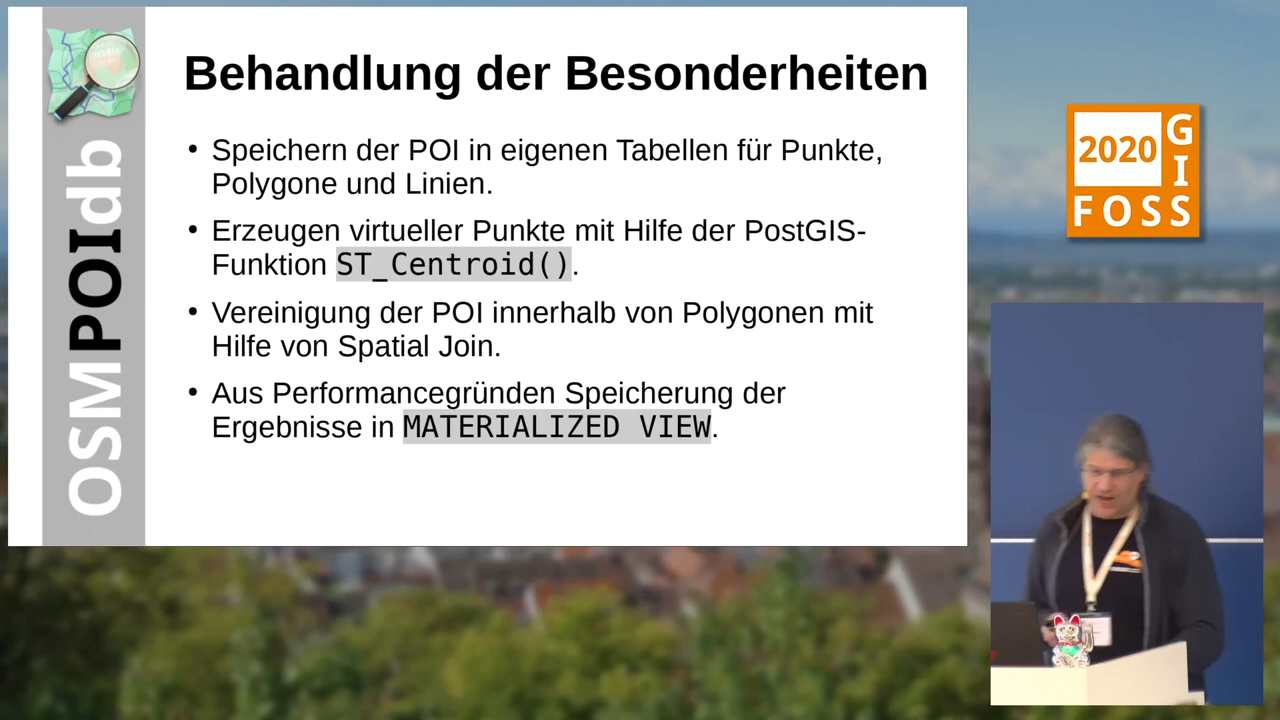 OSMPOIdb
Behandlung der Besonderheiten
• Speichern der POI in eigenen Tabellen für Punkte,
Polygone und Linien.
• Erzeugen virtueller Punkte mit Hilfe der PostGIS-
Funktion ST_Centroid().
• Vereinigung der POI innerhalb von Polygonen mit
Hilfe von Spatial Join.
• Aus Performancegründen Speicherung der
Ergebnisse in MATERIALIZED VIEW.
2020
GIS
FOSS